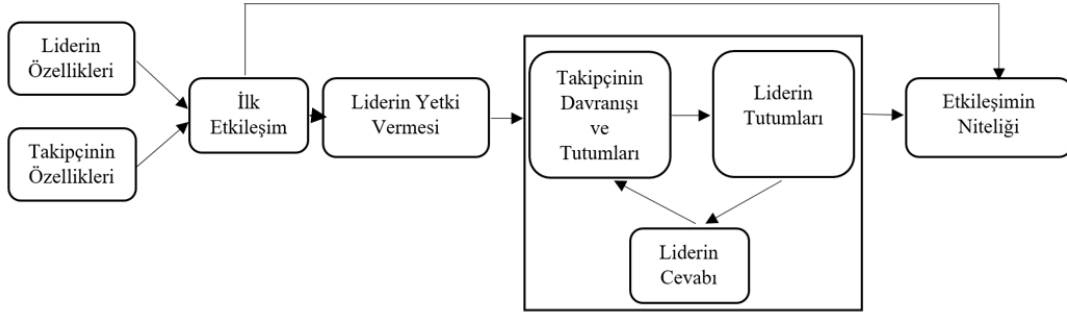 Liderin
Özellikleri
Takipçinin
Özellikleri
İlk
Etkileşim
Liderin Yetki
Vermesi
Takipçinin
Davranışı
ve
Tutumları
Liderin
Tutumları
Liderin
Cevabı
Etkileşimin
Niteliği